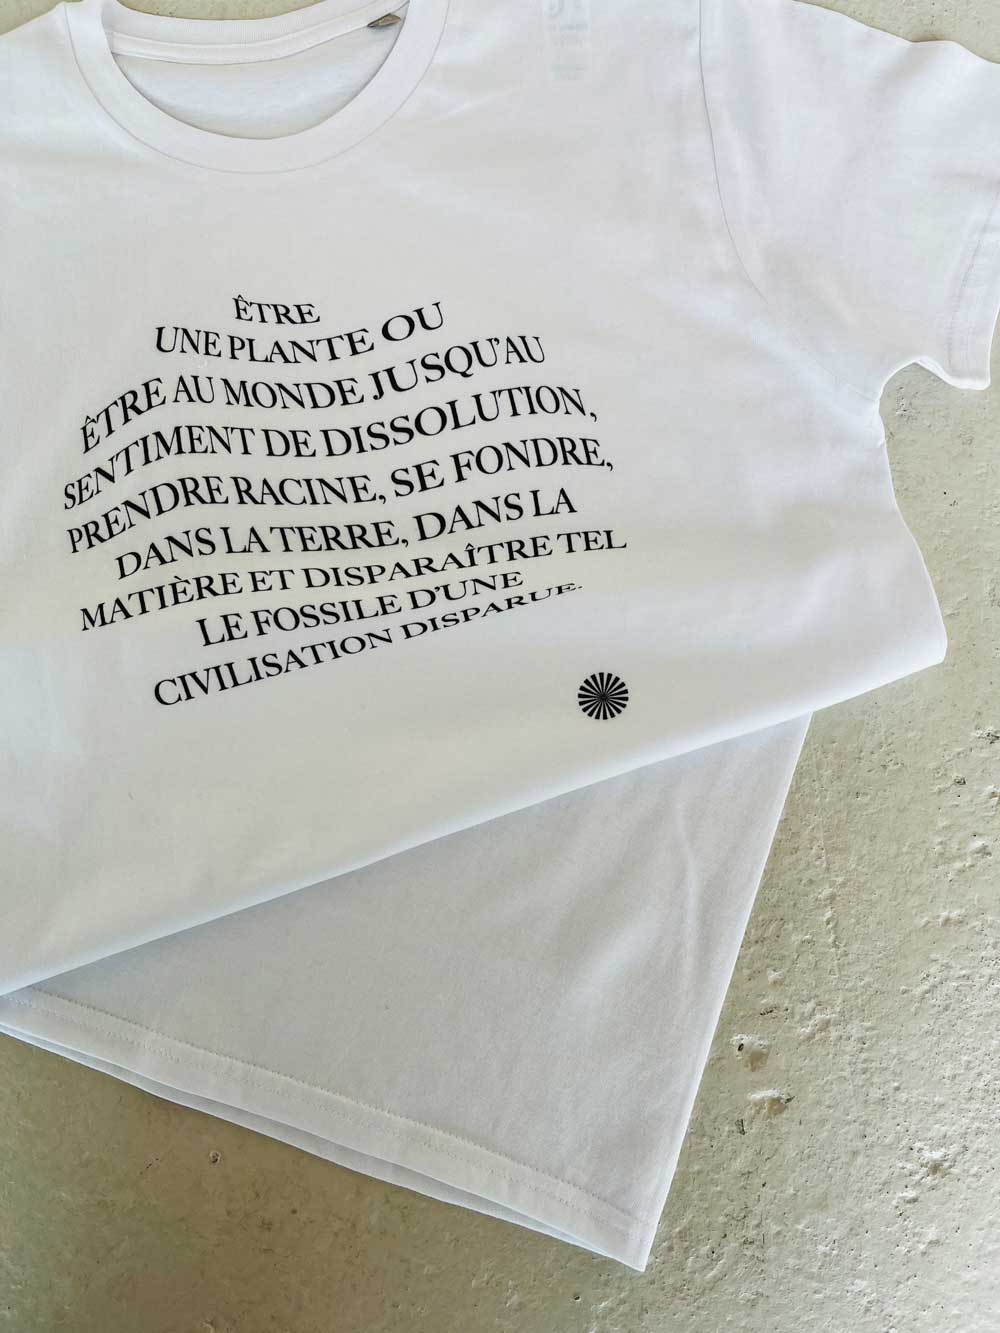 ÊTRE
UNE PLANTE OU
ÊTRE AU MONDE JUSQU'AU
SENTIMENT DE DISSOLUTION,
PRENDRE RACINE, SE FONDRE,
DANS LA TERRE, DANS LA
MATIÈRE ET DISPARAÎTRE TEL
LE FOSSILE D'UNE
CIVILISATION DISPARUE.